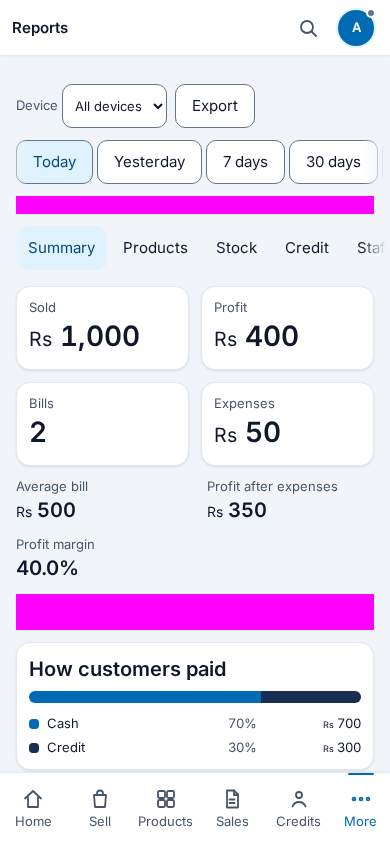 Reports
A
Device All devices Export
Today Yesterday 7 days 30 days
Summary Products Stock Credit
Sold Profit
Rs 1,000 Rs 400
Bills Expenses
2 Rs 50
Average bill Profit after expenses
Rs 500 Rs 350
Profit margin
40.0%
How customers paid
Cash 70% Rs 700
Credit 30% Rs 300
Home Sell Products Sales Credits More